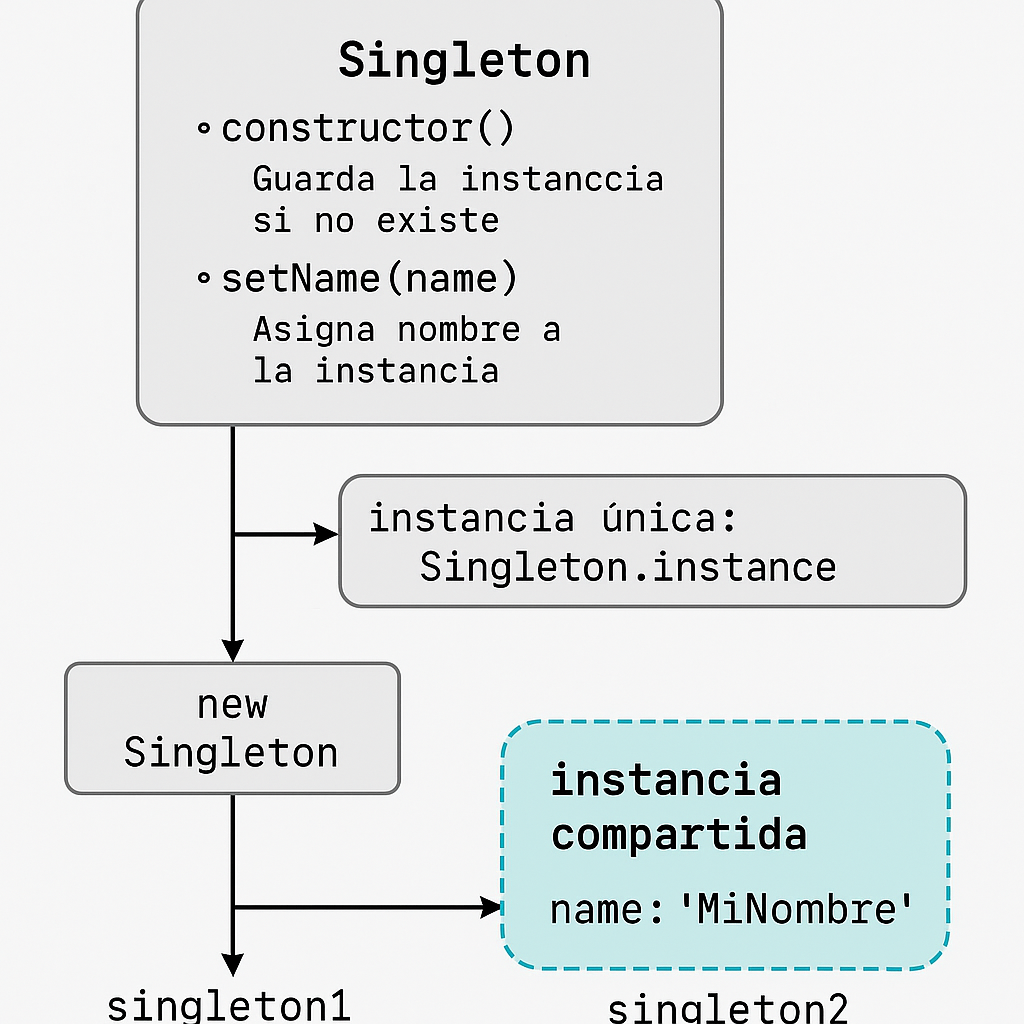 Singleton
∘ constructor()
Guarda la instanccia
si no existe
∘ setName(name)
Asigna nombre a
la instancia
instancia única:
Singleton.instance
new
Singleton
instancia
compartida
name: 'MiNombre'
singleton1
singleton2